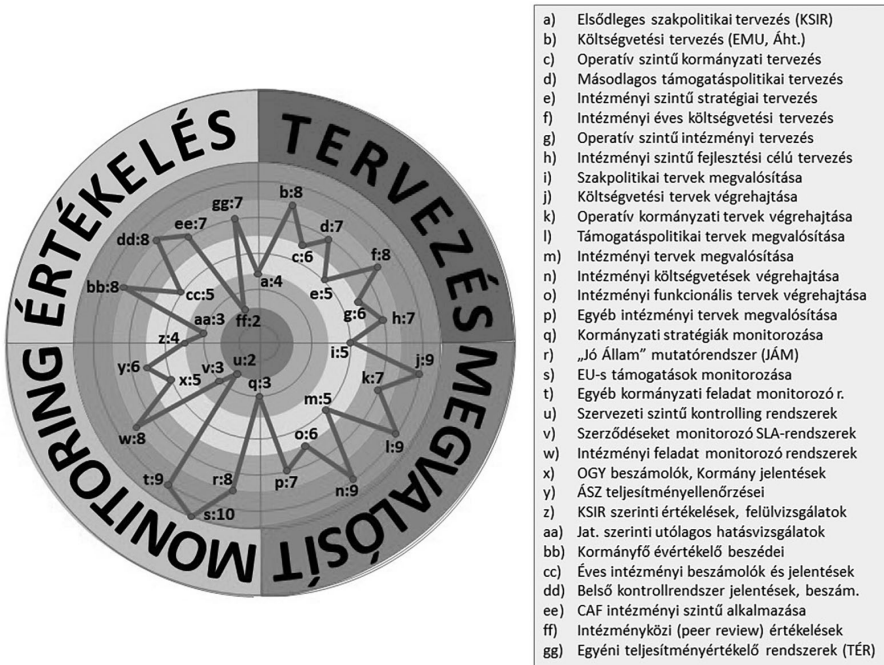 ÉRTÉKELÉS
TERVEZÉS
MEGVALÓSÍT
MONITORING
a:4
b:8
c:6
d:7
e:5
f:8
g:6
h:7
i:5
j:9
k:7
l:9
m:5
n:9
o:6
p:7
q:3
r:8
s:10
t:9
u:2
v:3
w:8
x:5
y:6
z:4
aa:3
bb:8
cc:5
dd:8
ee:7
ff:2
gg:7
a) Elsődleges szakpolitikai tervezés (KSIR)
b) Költségvetési tervezés (EMU, Áht.)
c) Operatív szintű kormányzati tervezés
d) Másodlagos támogatáspolitikai tervezés
e) Intézményi szintű stratégiai tervezés
f) Intézményi éves költségvetési tervezés
g) Operatív szintű intézményi tervezés
h) Intézményi szintű fejlesztési célú tervezés
i) Szakpolitikai tervek megvalósítása
j) Költségvetési tervek végrehajtása
k) Operatív kormányzati tervek végrehajtása
l) Támogatáspolitikai tervek megvalósítása
m) Intézményi tervek megvalósítása
n) Intézményi költségvetések végrehajtása
o) Intézményi funkcionális tervek végrehajtása
p) Egyéb intézményi tervek megvalósítása
q) Kormányzati stratégiák monitorozása
r) „Jó Állam” mutatórendszer (JÁM)
s) EU-s támogatások monitorozása
t) Egyéb kormányzati feladat monitorozó r.
u) Szervezeti szintű kontrolling rendszerek
v) Szerződéseket monitorozó SLA-rendszerek
w) Intézményi feladat monitorozó rendszerek
x) OGY beszámolók, Kormány jelentések
y) ÁSZ teljesítményellenőrzései
z) KSIR szerinti értékelések, felülvizsgálatok
aa) Jat. szerinti utólagos hatásvizsgálatok
bb) Kormányfő évértékelő beszédei
cc) Éves intézményi beszámolók és jelentések
dd) Belső kontrollrendszer jelentések, beszám.
ee) CAF intézményi szintű alkalmazása
ff) Intézményközi (peer review) értékelések
gg) Egyéni teljesítményértékelő rendszerek (TÉR)